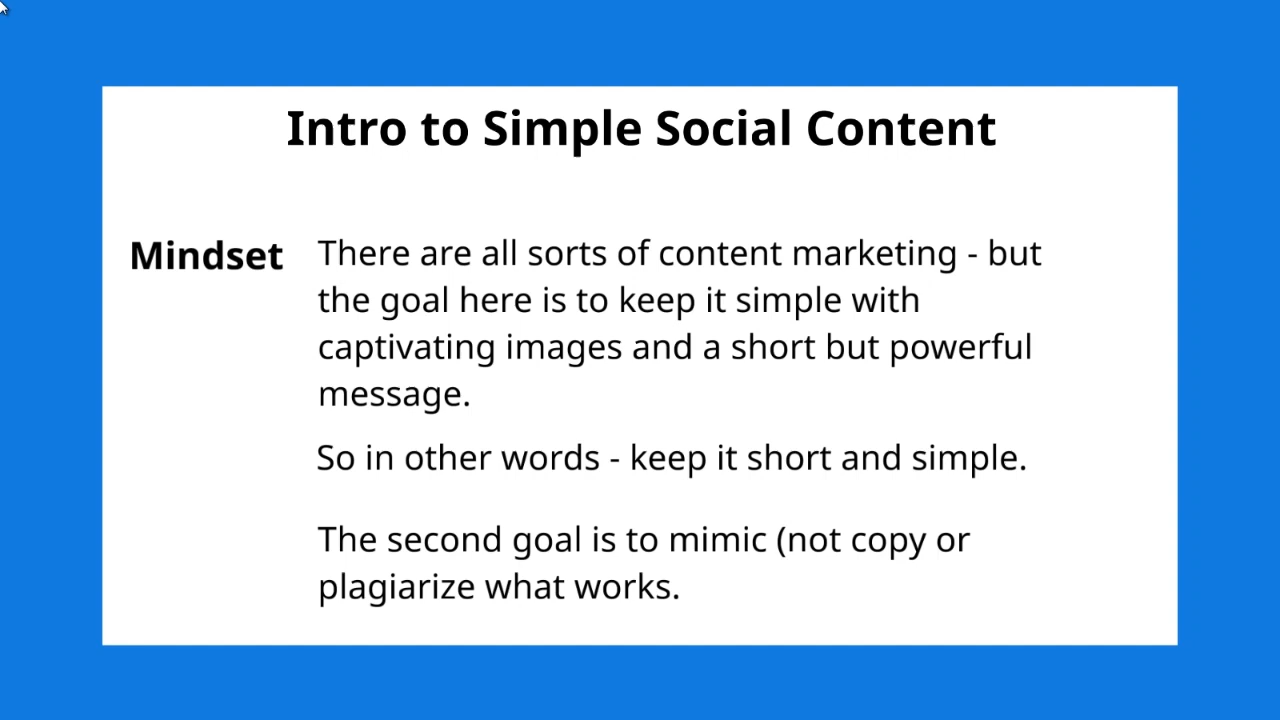 Intro to Simple Social Content
Mindset
There are all sorts of content marketing - but
the goal here is to keep it simple with
captivating images and a short but powerful
message.
So in other words - keep it short and simple.
The second goal is to mimic (not copy or
plagiarize what works.